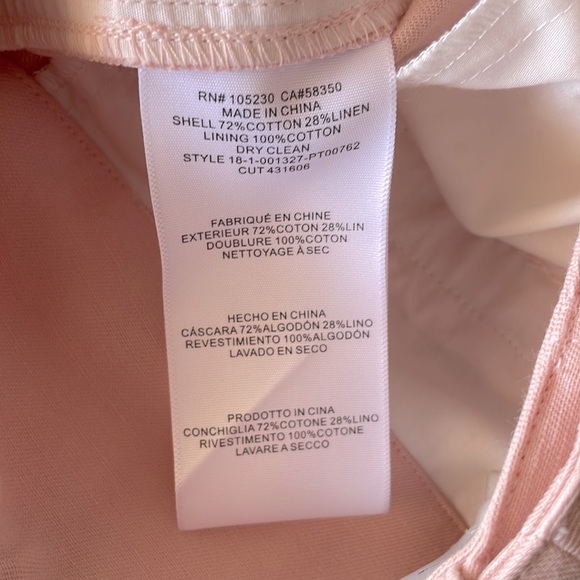 RN# 105230 CA#58350
MADE IN CHINA
SHELL 72%COTTON 28%LINEN
LINING 100%COTTON
DRY CLEAN
STYLE 18-1-001327-PT00762
CUT 431606
FABRIQUÉ EN CHINE
EXTERIEUR 72%COTON 28%LIN
DOUBLURE 100%COTON
NETTOYAGE À SEC
HECHO EN CHINA
CÁSCARA 72%ALGODÓN 28%LINO
REVESTIMIENTO 100%ALGODÓN
LAVADO EN SECO
PRODOTTO IN CINA
CONCHIGLIA 72%COTONE 28%LINO
RIVESTIMENTO 100%COTONE
LAVARE A SECCO